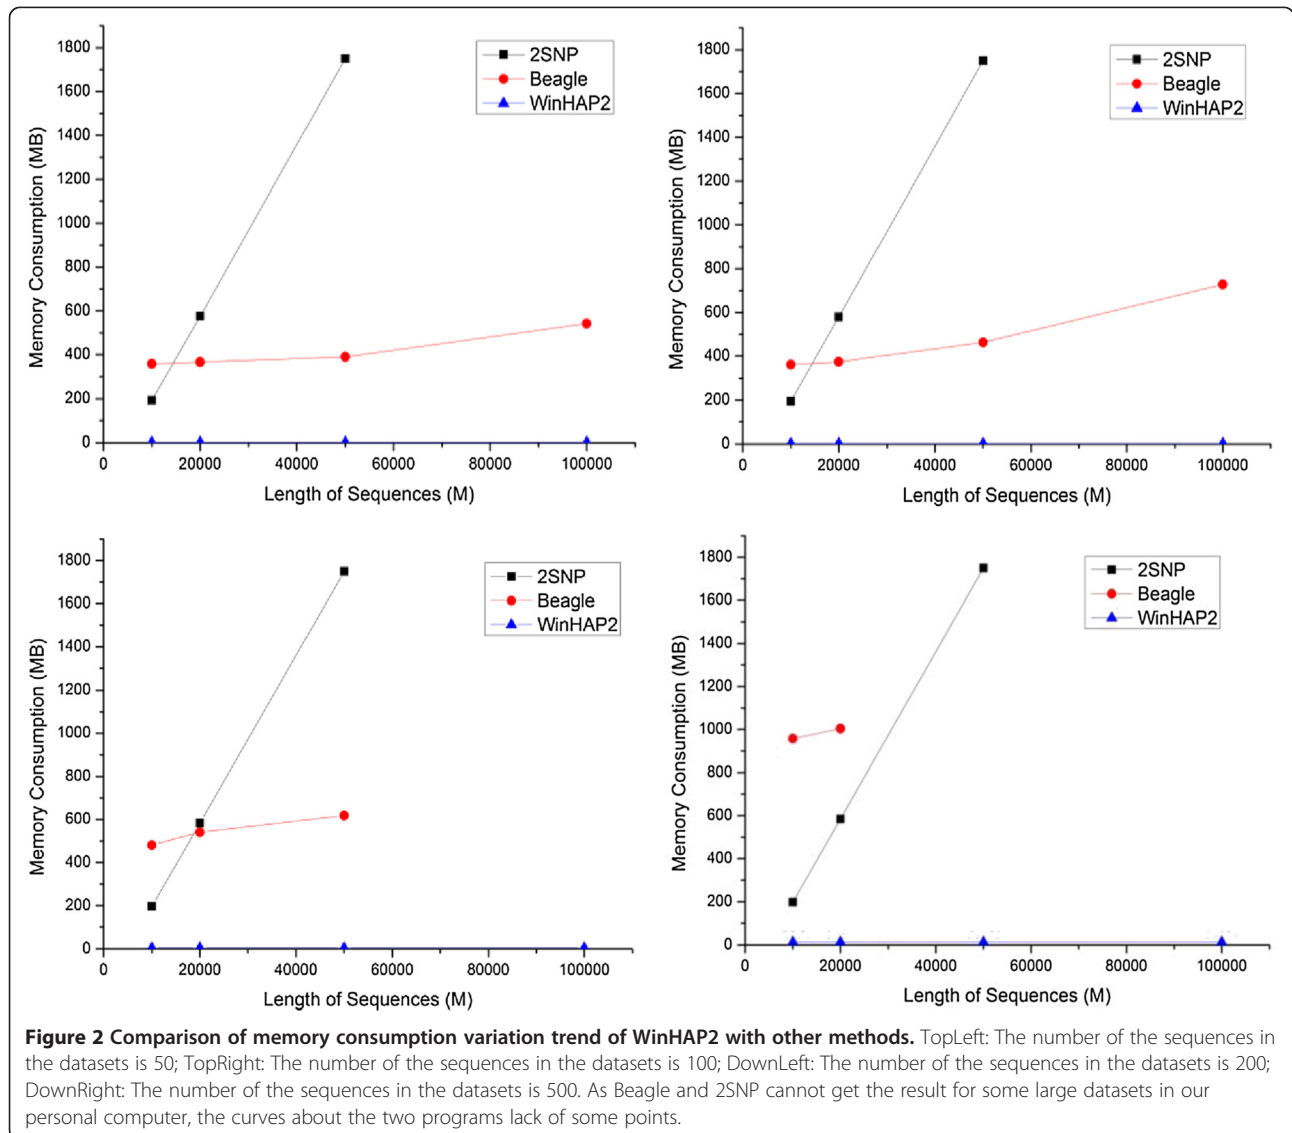 2SNP
Beagle
WinHAP2
Memory Consumption (MB)
1800
1600
1400
1200
1000
800
600
400
200
0
0 20000 40000 60000 80000 100000
Length of Sequences (M)
2SNP
Beagle
WinHAP2
Memory Consumption (MB)
1800
1600
1400
1200
1000
800
600
400
200
0
0 20000 40000 60000 80000 100000
Length of Sequences (M)
2SNP
Beagle
WinHAP2
Memory Consumption (MB)
1800
1600
1400
1200
1000
800
600
400
200
0
0 20000 40000 60000 80000 100000
Length of Sequences (M)
2SNP
Beagle
WinHAP2
Memory Consumption (MB)
1800
1600
1400
1200
1000
800
600
400
200
0
0 20000 40000 60000 80000 100000
Length of Sequences (M)
Figure 2 Comparison of memory consumption variation trend of WinHAP2 with other methods. TopLeft: The number of the sequences in
the datasets is 50; TopRight: The number of the sequences in the datasets is 100; DownLeft: The number of the sequences in the datasets is 200;
DownRight: The number of the sequences in the datasets is 500. As Beagle and 2SNP cannot get the result for some large datasets in our
personal computer, the curves about the two programs lack of some points.